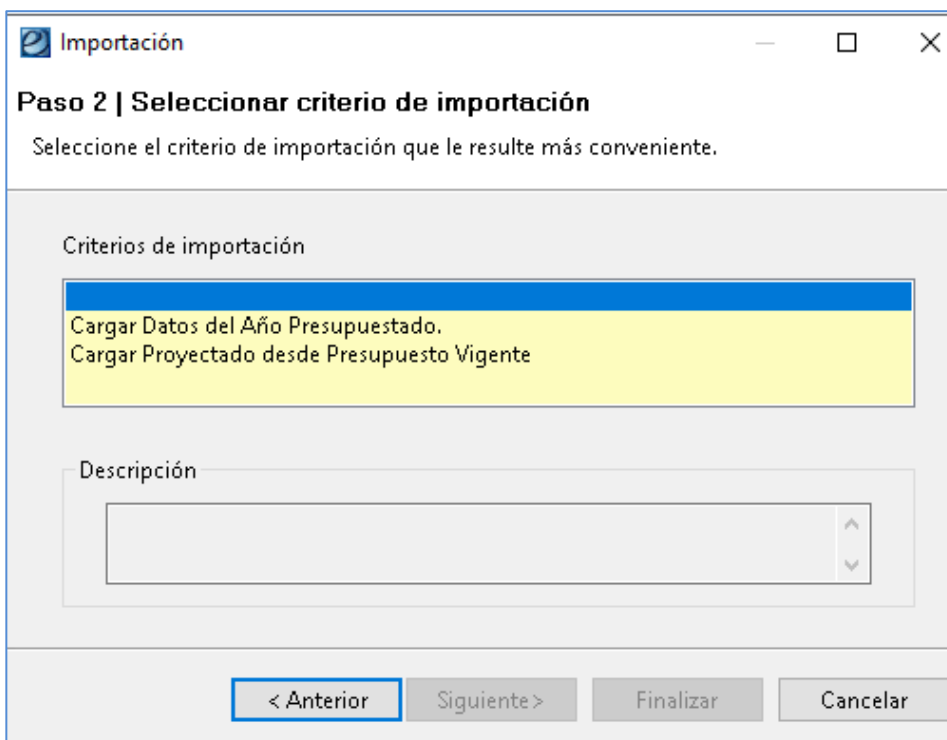 Importación
Paso 2 | Seleccionar criterio de importación
Seleccione el criterio de importación que le resulte más conveniente.
Criterios de importación
Cargar Datos del Año Presupuestado.
Cargar Proyectado desde Presupuesto Vigente
Descripción
< Anterior Siguiente > Finalizar Cancelar